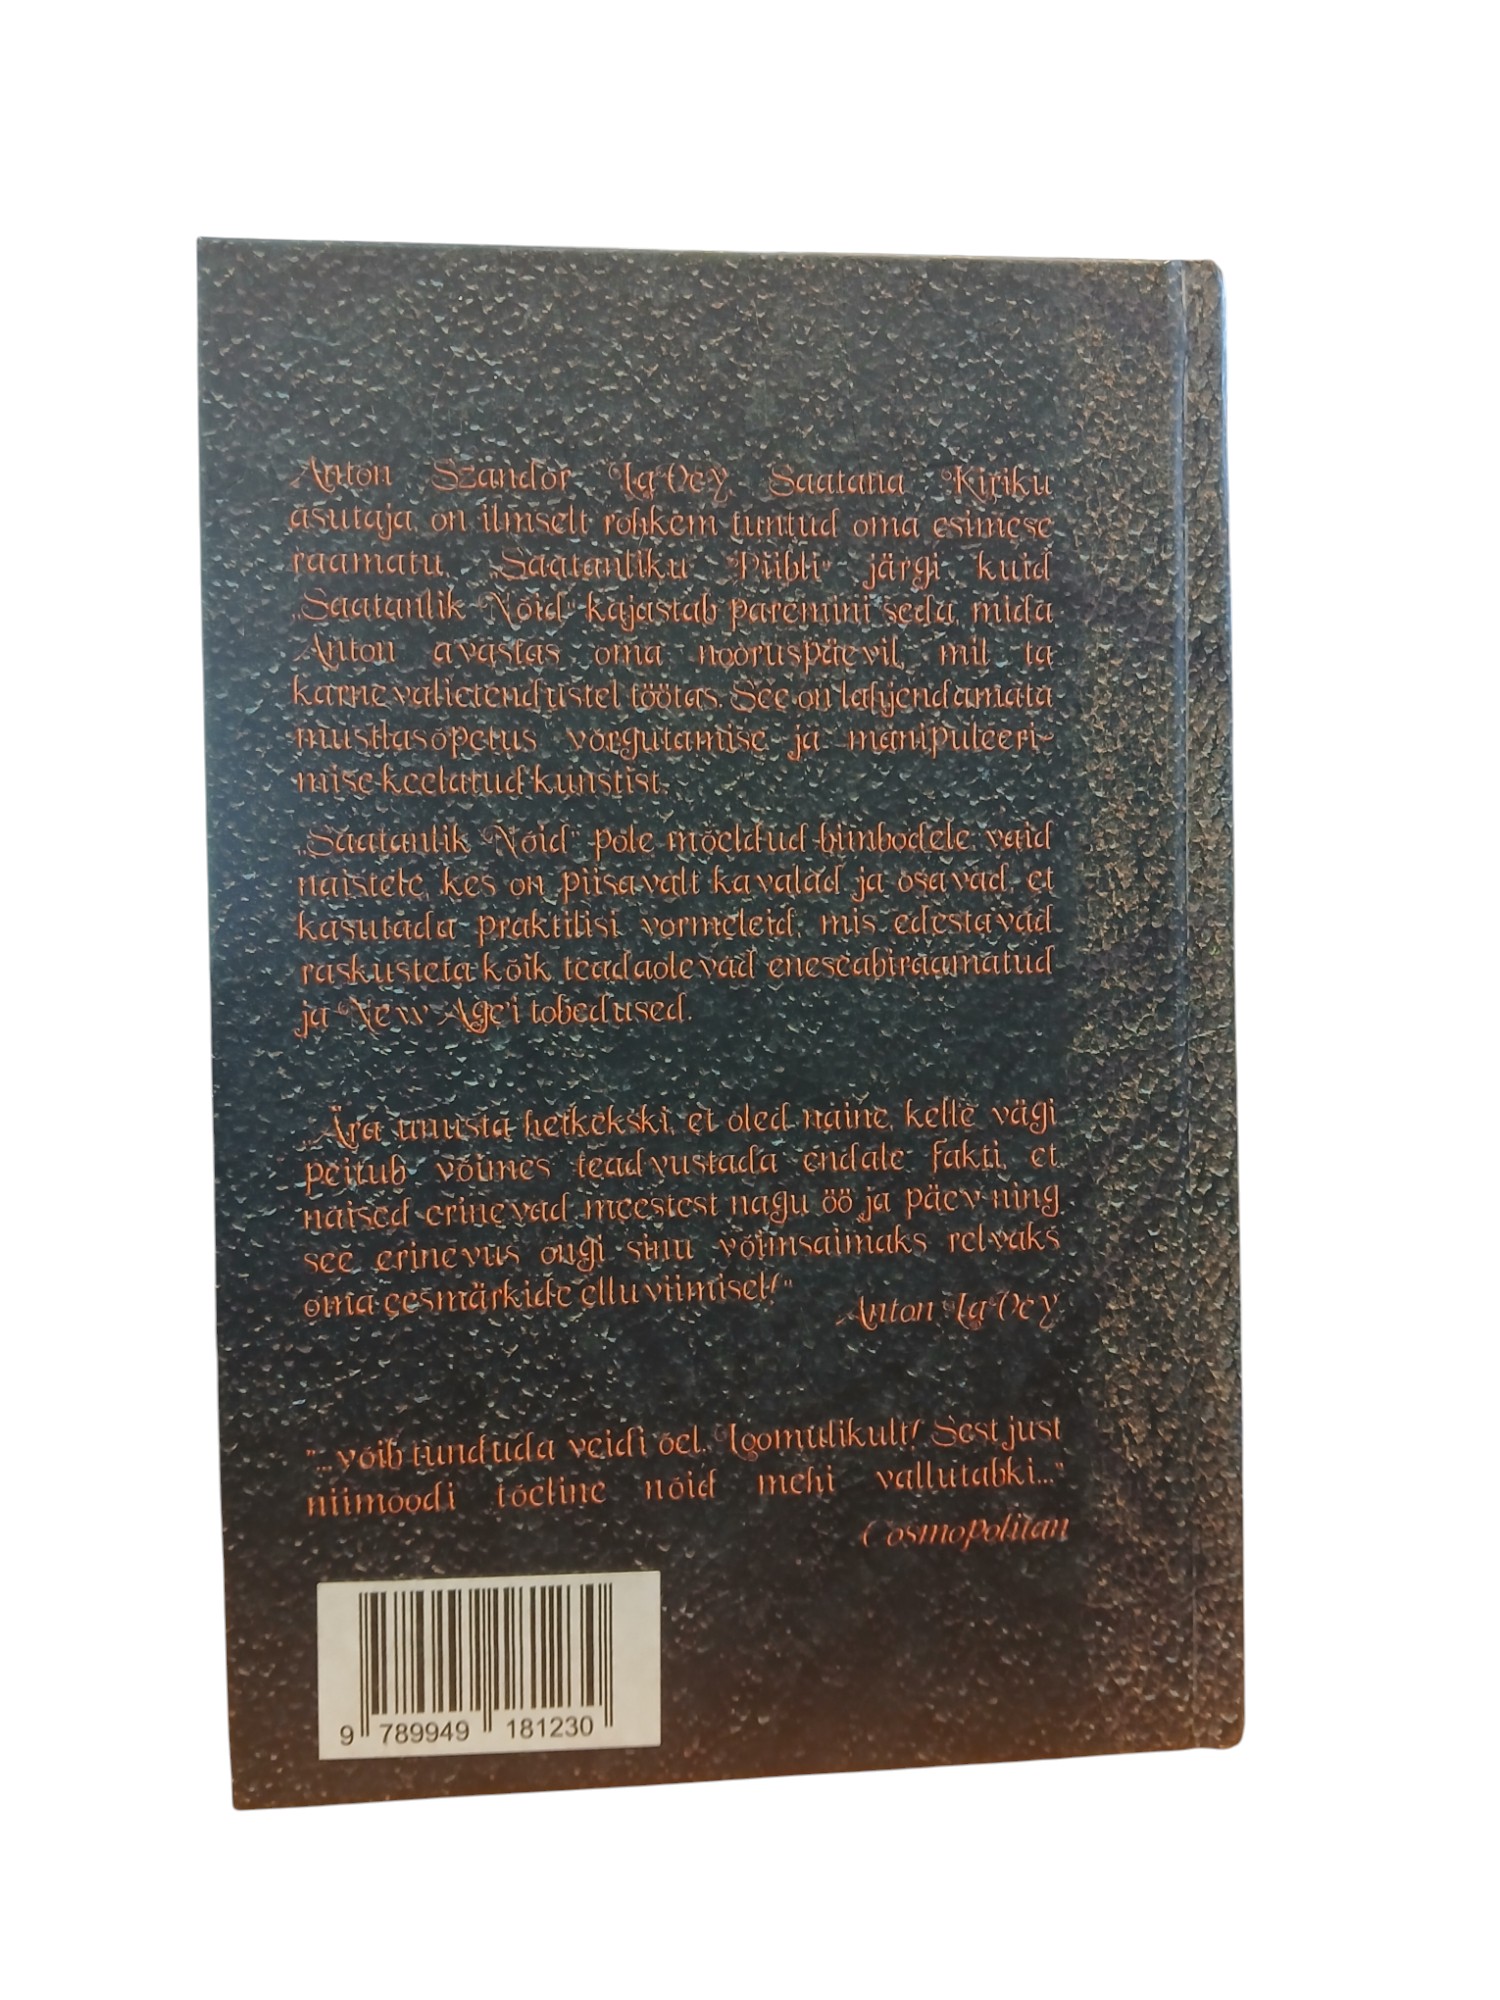 Anton Szandor LaVey, Saatana Kiriku
asutaja, on ilmselt rohkem tuntud oma esimese
raamatu, „Saatanliku Piibli“ järgi, kuid
„Saatanlik Nõid“ kajastab paremini seda, mida
Anton avastas oma nooruspäevil, mil ta
karnevalietendustel töötas. See on lahjendamata
mustlasõpetus võrgutamise ja manipuleeri-
mise keelatud kunstist.
„Saatanlik Nõid“ pole mõeldud bimbodele, vaid
naistele, kes on piisavalt kavalad ja osavad, et
kasutada praktilisi vormeleid, mis edestavad
raskusteta kõik teadaolevad eneseabiraamatud
ja New Age'i tobedused.
„Ära unusta hetkekski, et oled naine, kelle vägi
peitub võimes teadvustada endale fakti, et
naised erinevad meestest nagu öö ja päev ning
see erinevus ongi sinu võimsaimaks relvaks
oma eesmärkide elluviimisel!“
Anton LaVey
"...võib tunduda veidi õel. Loomulikult! Sest just
niimoodi tõeline nõid mehi vallutabki..."
Cosmopolitan
9 789949 181230